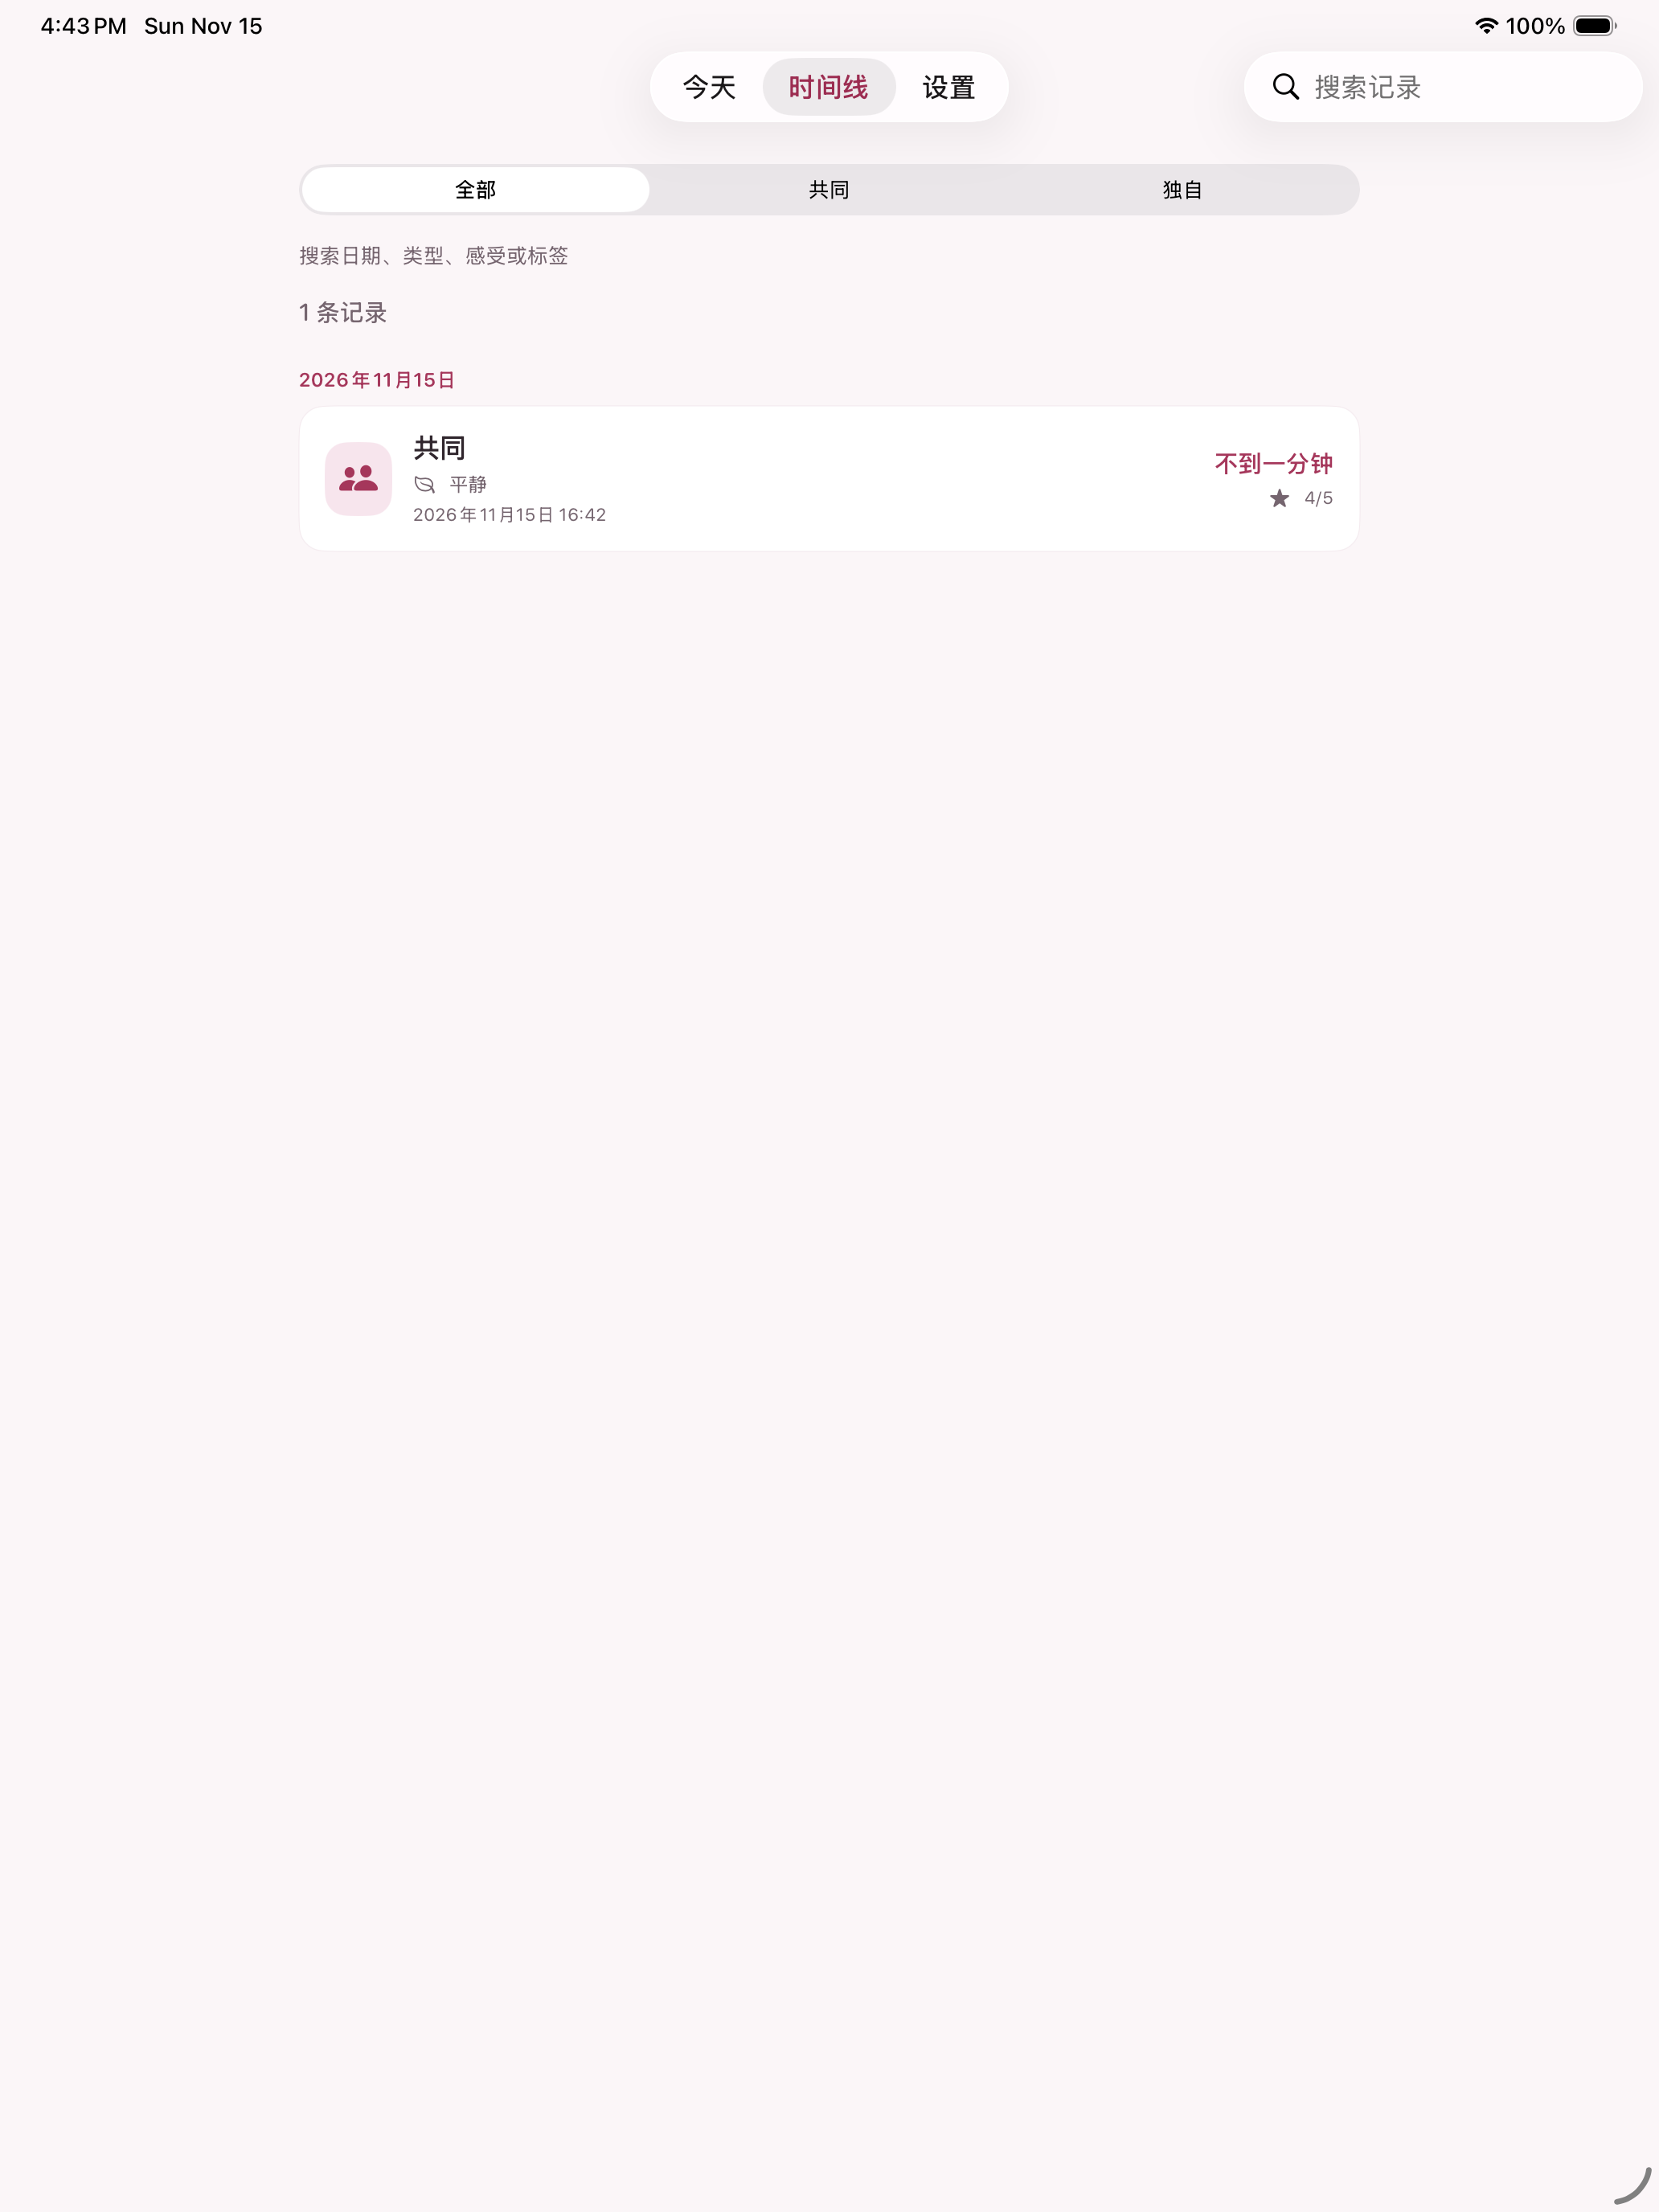 4:43 PM Sun Nov 15
100%
今天 时间线 设置
搜索记录
全部 共同 独自
搜索日期、类型、感受或标签
1 条记录
2026年11月15日
共同
平静
2026年11月15日 16:42
不到一分钟
4/5